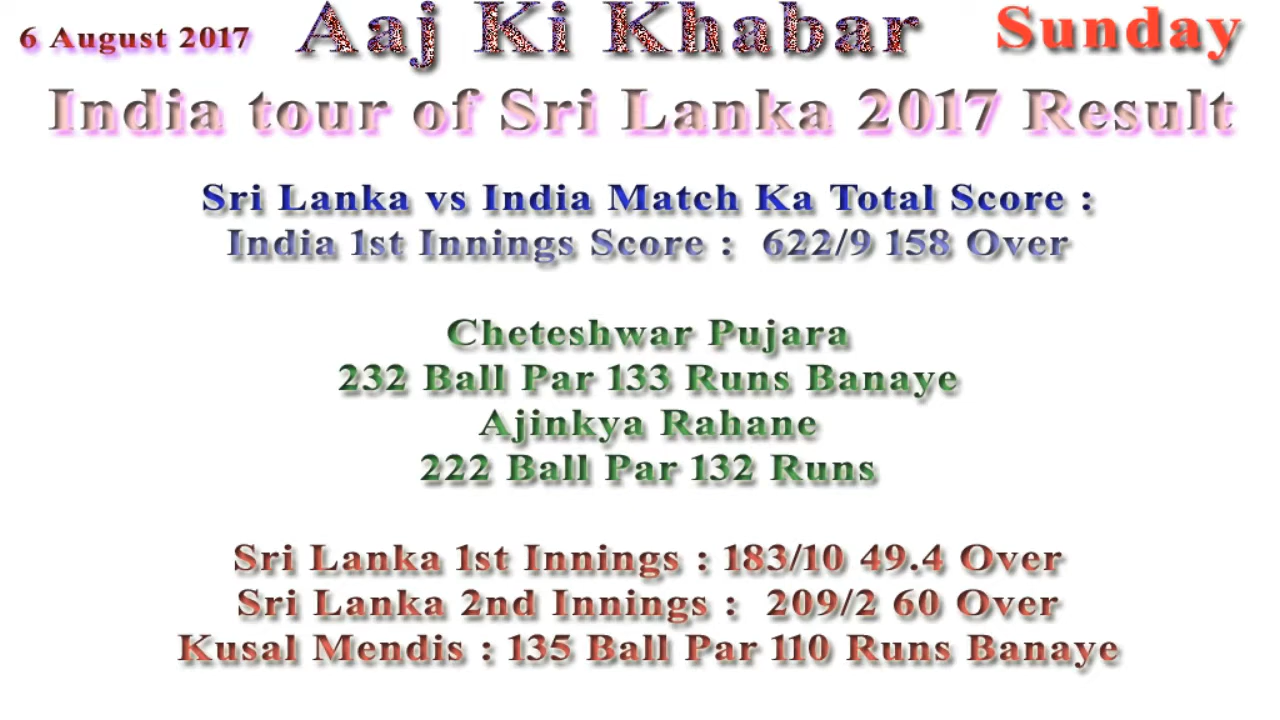 6 August 2017 Aaj Ki Khabar Sunday
India tour of Sri Lanka 2017 Result
Sri Lanka vs India Match Ka Total Score :
India 1st Innings Score : 622/9 158 Over
Cheteshwar Pujara
232 Ball Par 133 Runs Banaye
Ajinkya Rahane
222 Ball Par 132 Runs
Sri Lanka 1st Innings : 183/10 49.4 Over
Sri Lanka 2nd Innings : 209/2 60 Over
Kusal Mendis : 135 Ball Par 110 Runs Banaye